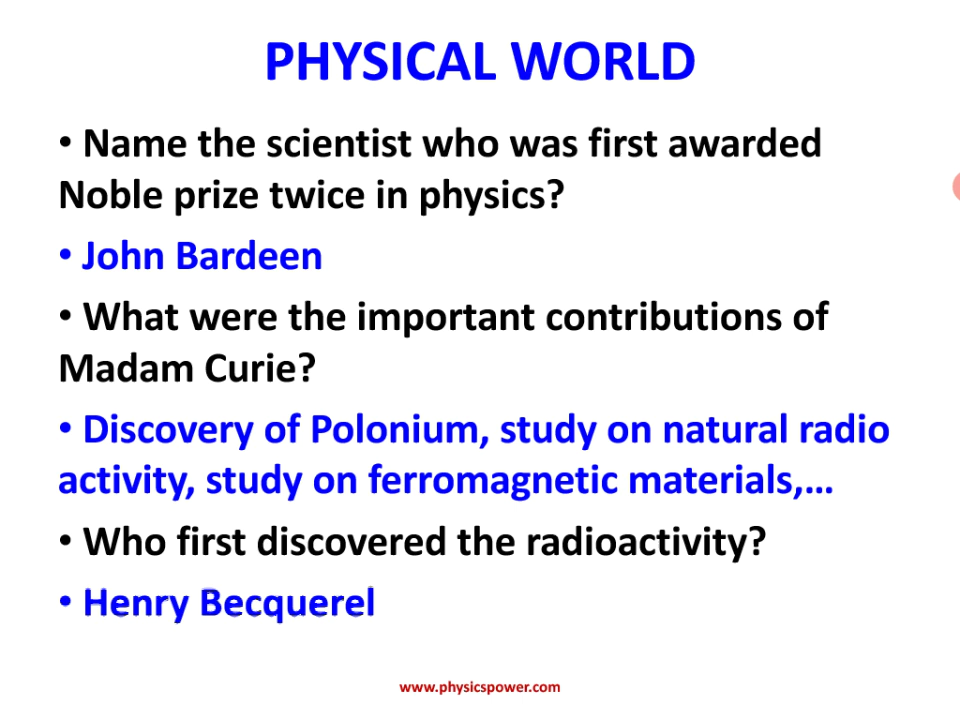 PHYSICAL WORLD
• Name the scientist who was first awarded
Noble prize twice in physics?
• John Bardeen
• What were the important contributions of
Madam Curie?
• Discovery of Polonium, study on natural radio
activity, study on ferromagnetic materials,...
• Who first discovered the radioactivity?
• Henry Becquerel
www.physicspower.com